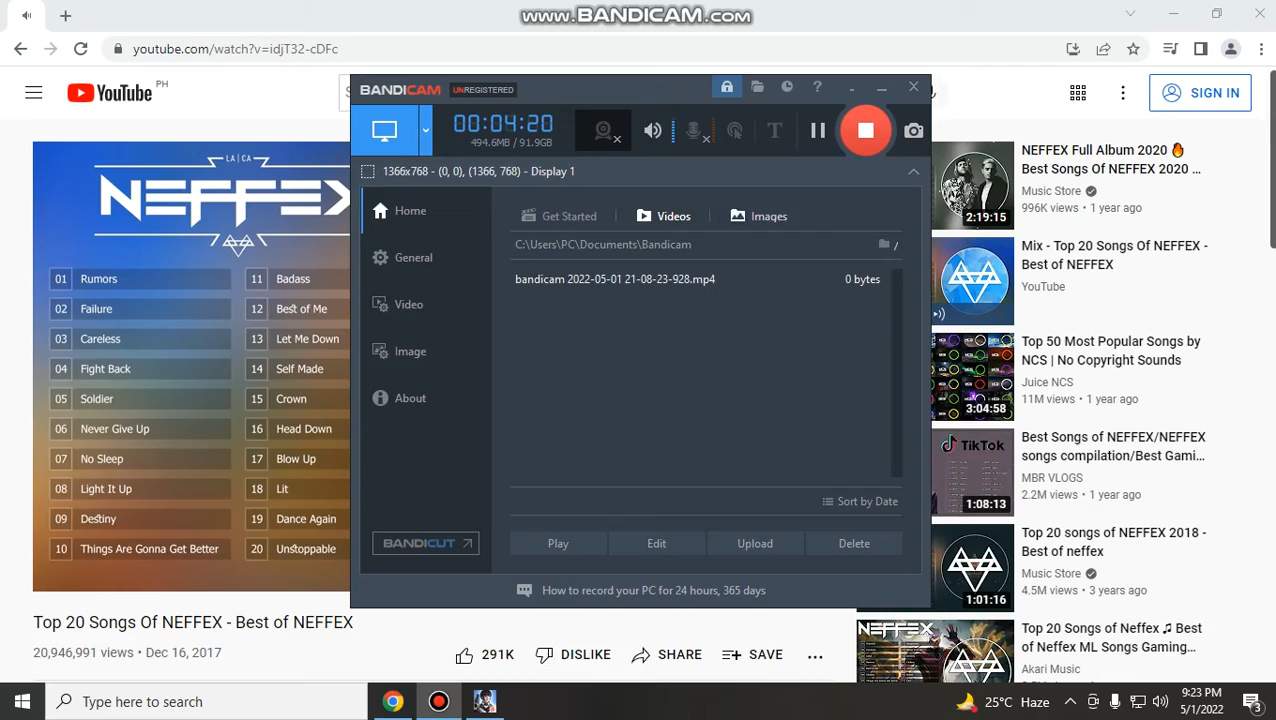 www.BANDICAM.com
youtube.com/watch?v=idjT32-cDFc
YouTube PH
SIGN IN
BANDICAM UNREGISTERED
00:04:20
494.6MB / 91.9GB
1366x768 - (0, 0), (1366, 768) - Display 1
Home
General
Video
Image
About
BANDICUT
Get Started
Videos
Images
C:\Users\PC\Documents\Bandicam
/
bandicam 2022-05-01 21-08-23-928.mp4 0 bytes
Sort by Date
Play Edit Upload Delete
How to record your PC for 24 hours, 365 days
LA CA
NEFFEX
01 Rumors
02 Failure
03 Careless
04 Fight Back
05 Soldier
06 Never Give Up
07 No Sleep
08 Light It Up
09 Destiny
10 Things Are Gonna Get Better
11 Badass
12 Best of Me
13 Let Me Down
14 Self Made
15 Crown
16 Head Down
17 Blow Up
18 Lit
19 Dance Again
20 Unstoppable
Top 20 Songs Of NEFFEX - Best of NEFFEX
20,946,991 views • Dec 15, 2017
291K DISLIKE SHARE SAVE
NEFFEX Full Album 2020
Best Songs Of NEFFEX 2020 ...
Music Store
996K views • 1 year ago
2:19:15
Mix - Top 20 Songs Of NEFFEX -
Best of NEFFEX
YouTube
Top 50 Most Popular Songs by
NCS | No Copyright Sounds
Juice NCS
11M views • 1 year ago
3:04:58
TikTok
Best Songs of NEFFEX/NEFFEX
songs compilation/Best Gami...
MBR VLOGS
2.2M views • 1 year ago
1:08:13
Top 20 songs of NEFFEX 2018 -
Best of neffex
Music Store
4.5M views • 3 years ago
1:01:16
NEFFEX
Top 20 Songs of Neffex ♫ Best
of Neffex ML Songs Gaming...
Akari Music
Type here to search
25°C Haze
9:23 PM
5/1/2022
3